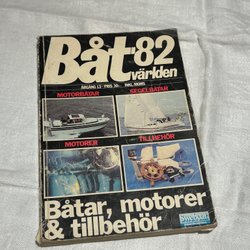 Båt '82
världen
ÅRGÅNG 13 PRIS 30:- INKL MOMS
MOTORBÅTAR SEGELBÅTAR
MOTORER TILLBEHÖR
Båtar, motorer
& tillbehör